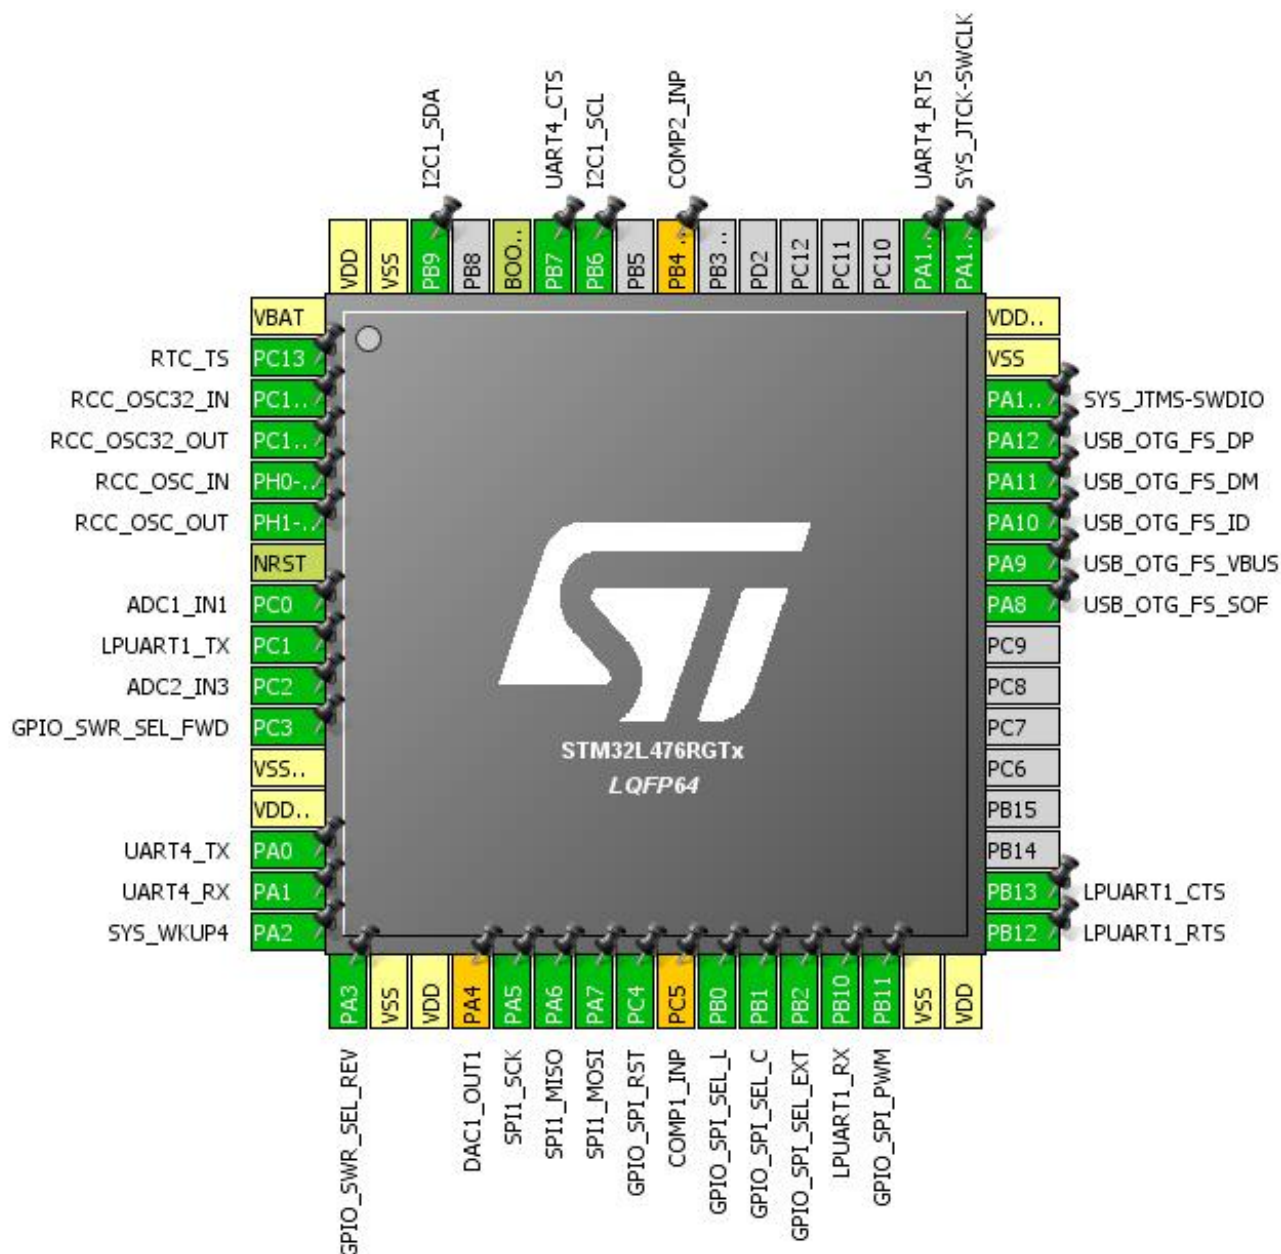 I2C1_SDA
UART4_CTS
I2C1_SCL
COMP2_INP
UART4_RTS
SYS_JTCK-SWCLK
VDD
VSS
PB9
PB8
BOO..
PB7
PB6
PB5
PB4 ..
PB3 ..
PD2
PC12
PC11
PC10
PA1..
PA1..
VBAT
RTC_TS PC13
RCC_OSC32_IN PC1..
RCC_OSC32_OUT PC1..
RCC_OSC_IN PH0-..
RCC_OSC_OUT PH1-..
NRST
ADC1_IN1 PC0
LPUART1_TX PC1
ADC2_IN3 PC2
GPIO_SWR_SEL_FWD PC3
VSS..
VDD..
UART4_TX PA0
UART4_RX PA1
SYS_WKUP4 PA2
ST
STM32L476RGTx
LQFP64
VDD..
VSS
PA1.. SYS_JTMS-SWDIO
PA12 USB_OTG_FS_DP
PA11 USB_OTG_FS_DM
PA10 USB_OTG_FS_ID
PA9 USB_OTG_FS_VBUS
PA8 USB_OTG_FS_SOF
PC9
PC8
PC7
PC6
PB15
PB14
PB13 LPUART1_CTS
PB12 LPUART1_RTS
PA3
VSS
VDD
PA4
PA5
PA6
PA7
PC4
PC5
PB0
PB1
PB2
PB10
PB11
VSS
VDD
GPIO_SWR_SEL_REV
DAC1_OUT1
SPI1_SCK
SPI1_MISO
SPI1_MOSI
GPIO_SPI_RST
COMP1_INP
GPIO_SPI_SEL_L
GPIO_SPI_SEL_C
GPIO_SPI_SEL_EXT
LPUART1_RX
GPIO_SPI_PWM